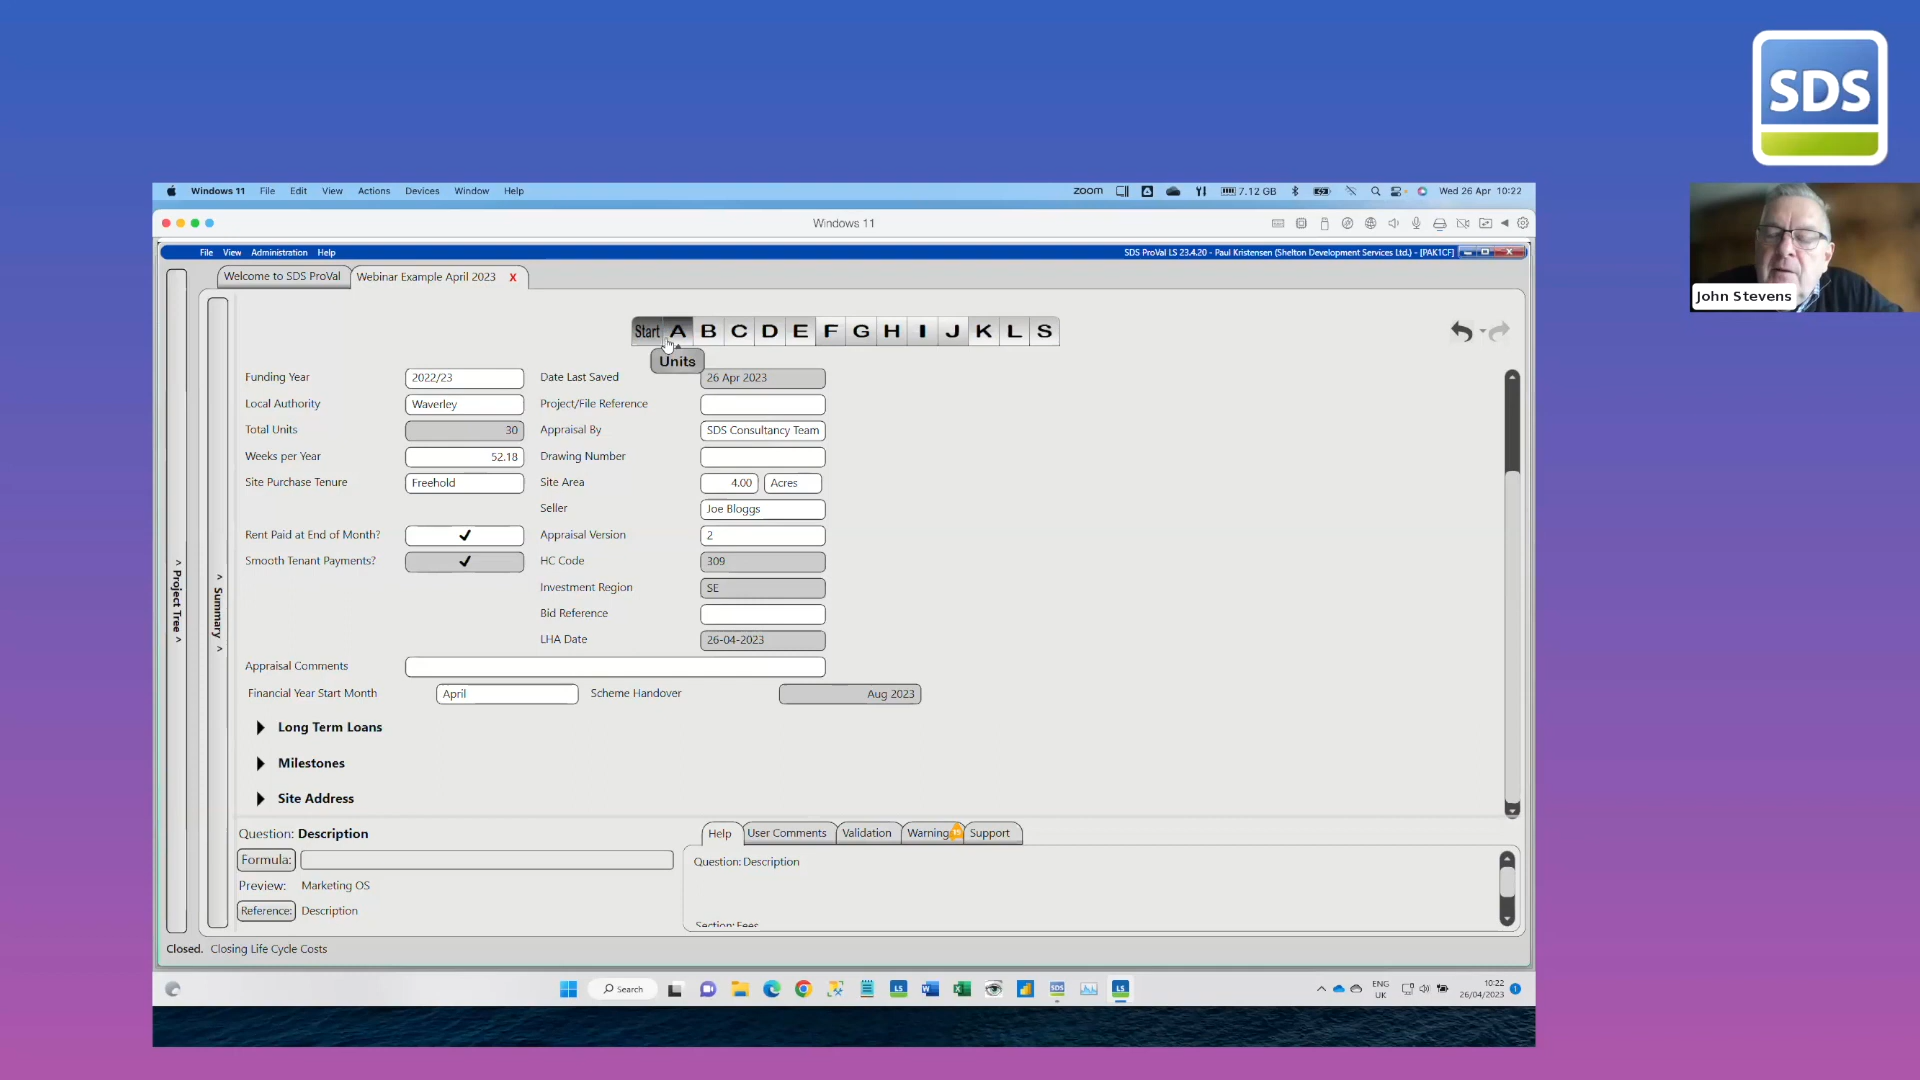 SDS
Windows 11 File Edit View Actions Devices Window Help
zoom 7.12 GB Wed 26 Apr 10:22
Windows 11
File View Administration Help
SDS ProVal LS 23.4.20 - Paul Kristensen (Shelton Development Services Ltd.) - [PAK1CF]
John Stevens
Welcome to SDS ProVal Webinar Example April 2023 X
Start A B C D E F G H I J K L S
Units
Funding Year 2022/23 Date Last Saved 26 Apr 2023
Local Authority Waverley Project/File Reference
Total Units 30 Appraisal By SDS Consultancy Team
Weeks per Year 52.18 Drawing Number
Site Purchase Tenure Freehold Site Area 4.00 Acres
Seller Joe Bloggs
Rent Paid at End of Month? Appraisal Version 2
Smooth Tenant Payments? HC Code 309
Investment Region SE
Bid Reference
LHA Date 26-04-2023
Appraisal Comments
Financial Year Start Month April Scheme Handover Aug 2023
Long Term Loans
Milestones
Site Address
^ Project Tree ^
^ Summary ^
Question: Description
Formula:
Preview: Marketing OS
Reference: Description
Help User Comments Validation Warning 15 Support
Question: Description
Section: Fees
Closed. Closing Life Cycle Costs
Search
LS
SDS
LS
ENG
UK
10:22
26/04/2023
1